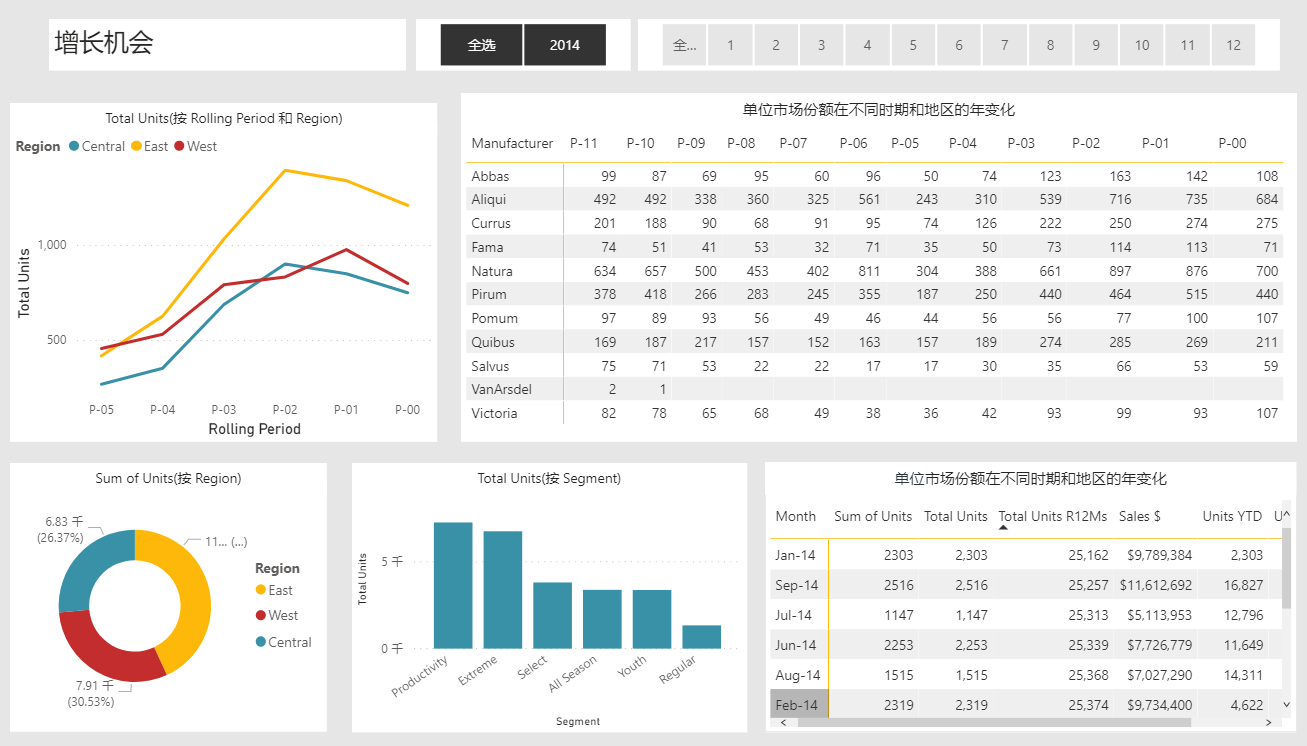 增长机会
全选 2014
全... 1 2 3 4 5 6 7 8 9 10 11 12
Total Units(按 Rolling Period 和 Region)
Region Central East West
Total Units
1,000
500
P-05 P-04 P-03 P-02 P-01 P-00
Rolling Period
单位市场份额在不同时期和地区的年变化
Manufacturer P-11 P-10 P-09 P-08 P-07 P-06 P-05 P-04 P-03 P-02 P-01 P-00
Abbas 99 87 69 95 60 96 50 74 123 163 142 108
Aliqui 492 492 338 360 325 561 243 310 539 716 735 684
Currus 201 188 90 68 91 95 74 126 222 250 274 275
Fama 74 51 41 53 32 71 35 50 73 114 113 71
Natura 634 657 500 453 402 811 304 388 661 897 876 700
Pirum 378 418 266 283 245 355 187 250 440 464 515 440
Pomum 97 89 93 56 49 46 44 56 56 77 100 107
Quibus 169 187 217 157 152 163 157 189 274 285 269 211
Salvus 75 71 53 22 22 17 17 30 35 66 53 59
VanArsdel 2 1
Victoria 82 78 65 68 49 38 36 42 93 99 93 107
Sum of Units(按 Region)
6.83 千
(26.37%)
11... (...)
7.91 千
(30.53%)
Region
East
West
Central
Total Units(按 Segment)
Total Units
5 千
0 千
Productivity Extreme Select All Season Youth Regular
Segment
单位市场份额在不同时期和地区的年变化
Month Sum of Units Total Units Total Units R12Ms Sales $ Units YTD U
Jan-14 2303 2,303 25,162 $9,789,384 2,303
Sep-14 2516 2,516 25,257 $11,612,692 16,827
Jul-14 1147 1,147 25,313 $5,113,953 12,796
Jun-14 2253 2,253 25,339 $7,726,779 11,649
Aug-14 1515 1,515 25,368 $7,027,290 14,311
Feb-14 2319 2,319 25,374 $9,734,400 4,622